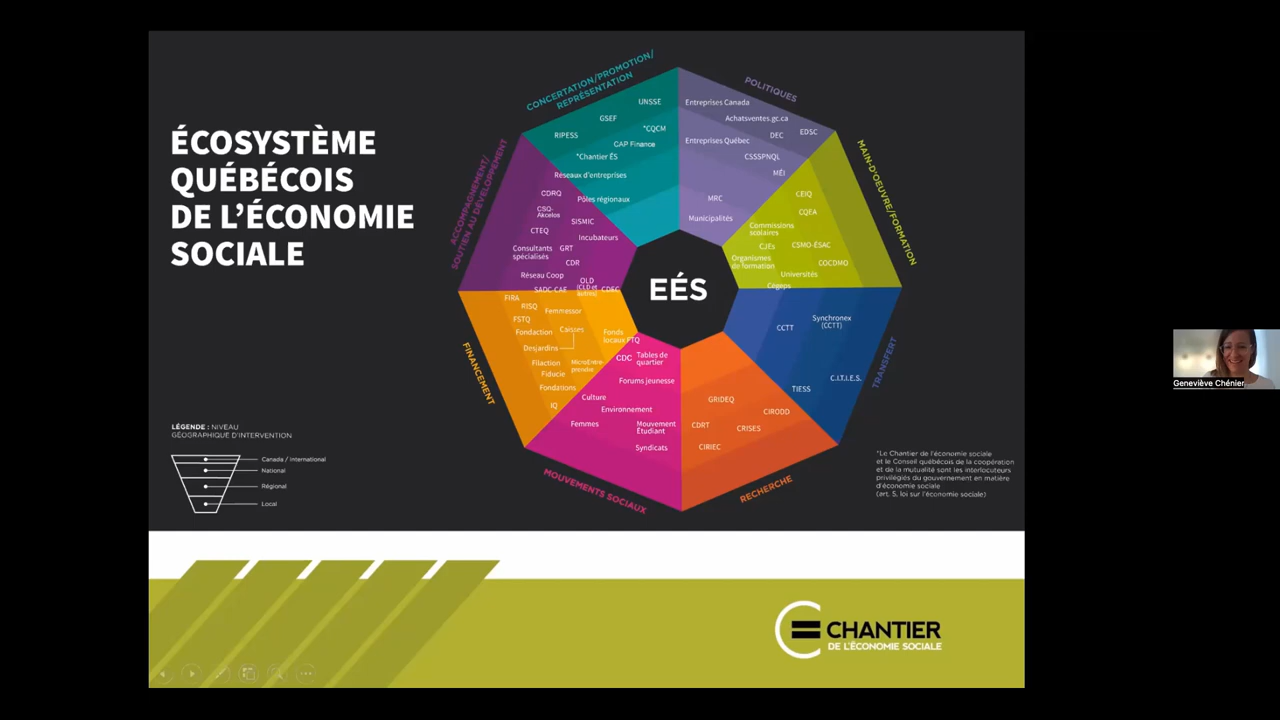 ÉCOSYSTÈME
QUÉBÉCOIS
DE L'ÉCONOMIE
SOCIALE
CONCERTATION/PROMOTION/
REPRÉSENTATION
UNSSE
GSEF
RIPESS
*CQCM
CAP Finance
*Chantier ÉS
Réseaux d'entreprises
Pôles régionaux
POLITIQUES
Entreprises Canada
Achatsventes.gc.ca
DEC
EDSC
Entreprises Québec
CSSSPNQL
MÉI
MRC
Municipalités
MAIN-D'OEUVRE/FORMATION
CEIQ
CQEA
Commissions
scolaires
CJEs
CSMO-ÉSAC
Organismes
de formation
COCDMO
Universités
Cégeps
TRANSFERT
CCTT
Synchronex
(CCTT)
C.I.T.I.E.S.
TIESS
RECHERCHE
GRIDEQ
CIRODD
CDRT
CRISES
CIRIEC
MOUVEMENTS SOCIAUX
CDC
Tables de
quartier
Forums jeunesse
Culture
Environnement
Femmes
Mouvement
Étudiant
Syndicats
FINANCEMENT
FIRA
RISQ
Femmessor
FSTQ
Fondaction
Caisses
Fonds
locaux FTQ
Desjardins
Filaction
MicroEntre-
prendre
Fiducie
Fondations
IQ
ACCOMPAGNEMENT/
SOUTIEN AU DÉVELOPPEMENT
CDRQ
CSQ-
Akcelos
SISMIC
CTEQ
Incubateurs
Consultants
spécialisés
GRT
CDR
Réseau Coop
OLD
(CLD et
autres)
SADC-CAE
CDEC
EÉS
LÉGENDE : NIVEAU
GÉOGRAPHIQUE D'INTERVENTION
Canada / International
National
Régional
Local
*Le Chantier de l'économie sociale
et le Conseil québécois de la coopération
et de la mutualité sont les interlocuteurs
privilégiés du gouvernement en matière
d'économie sociale
(art. 5, loi sur l'économie sociale)
CHANTIER
DE L'ÉCONOMIE SOCIALE
Geneviève Chénier